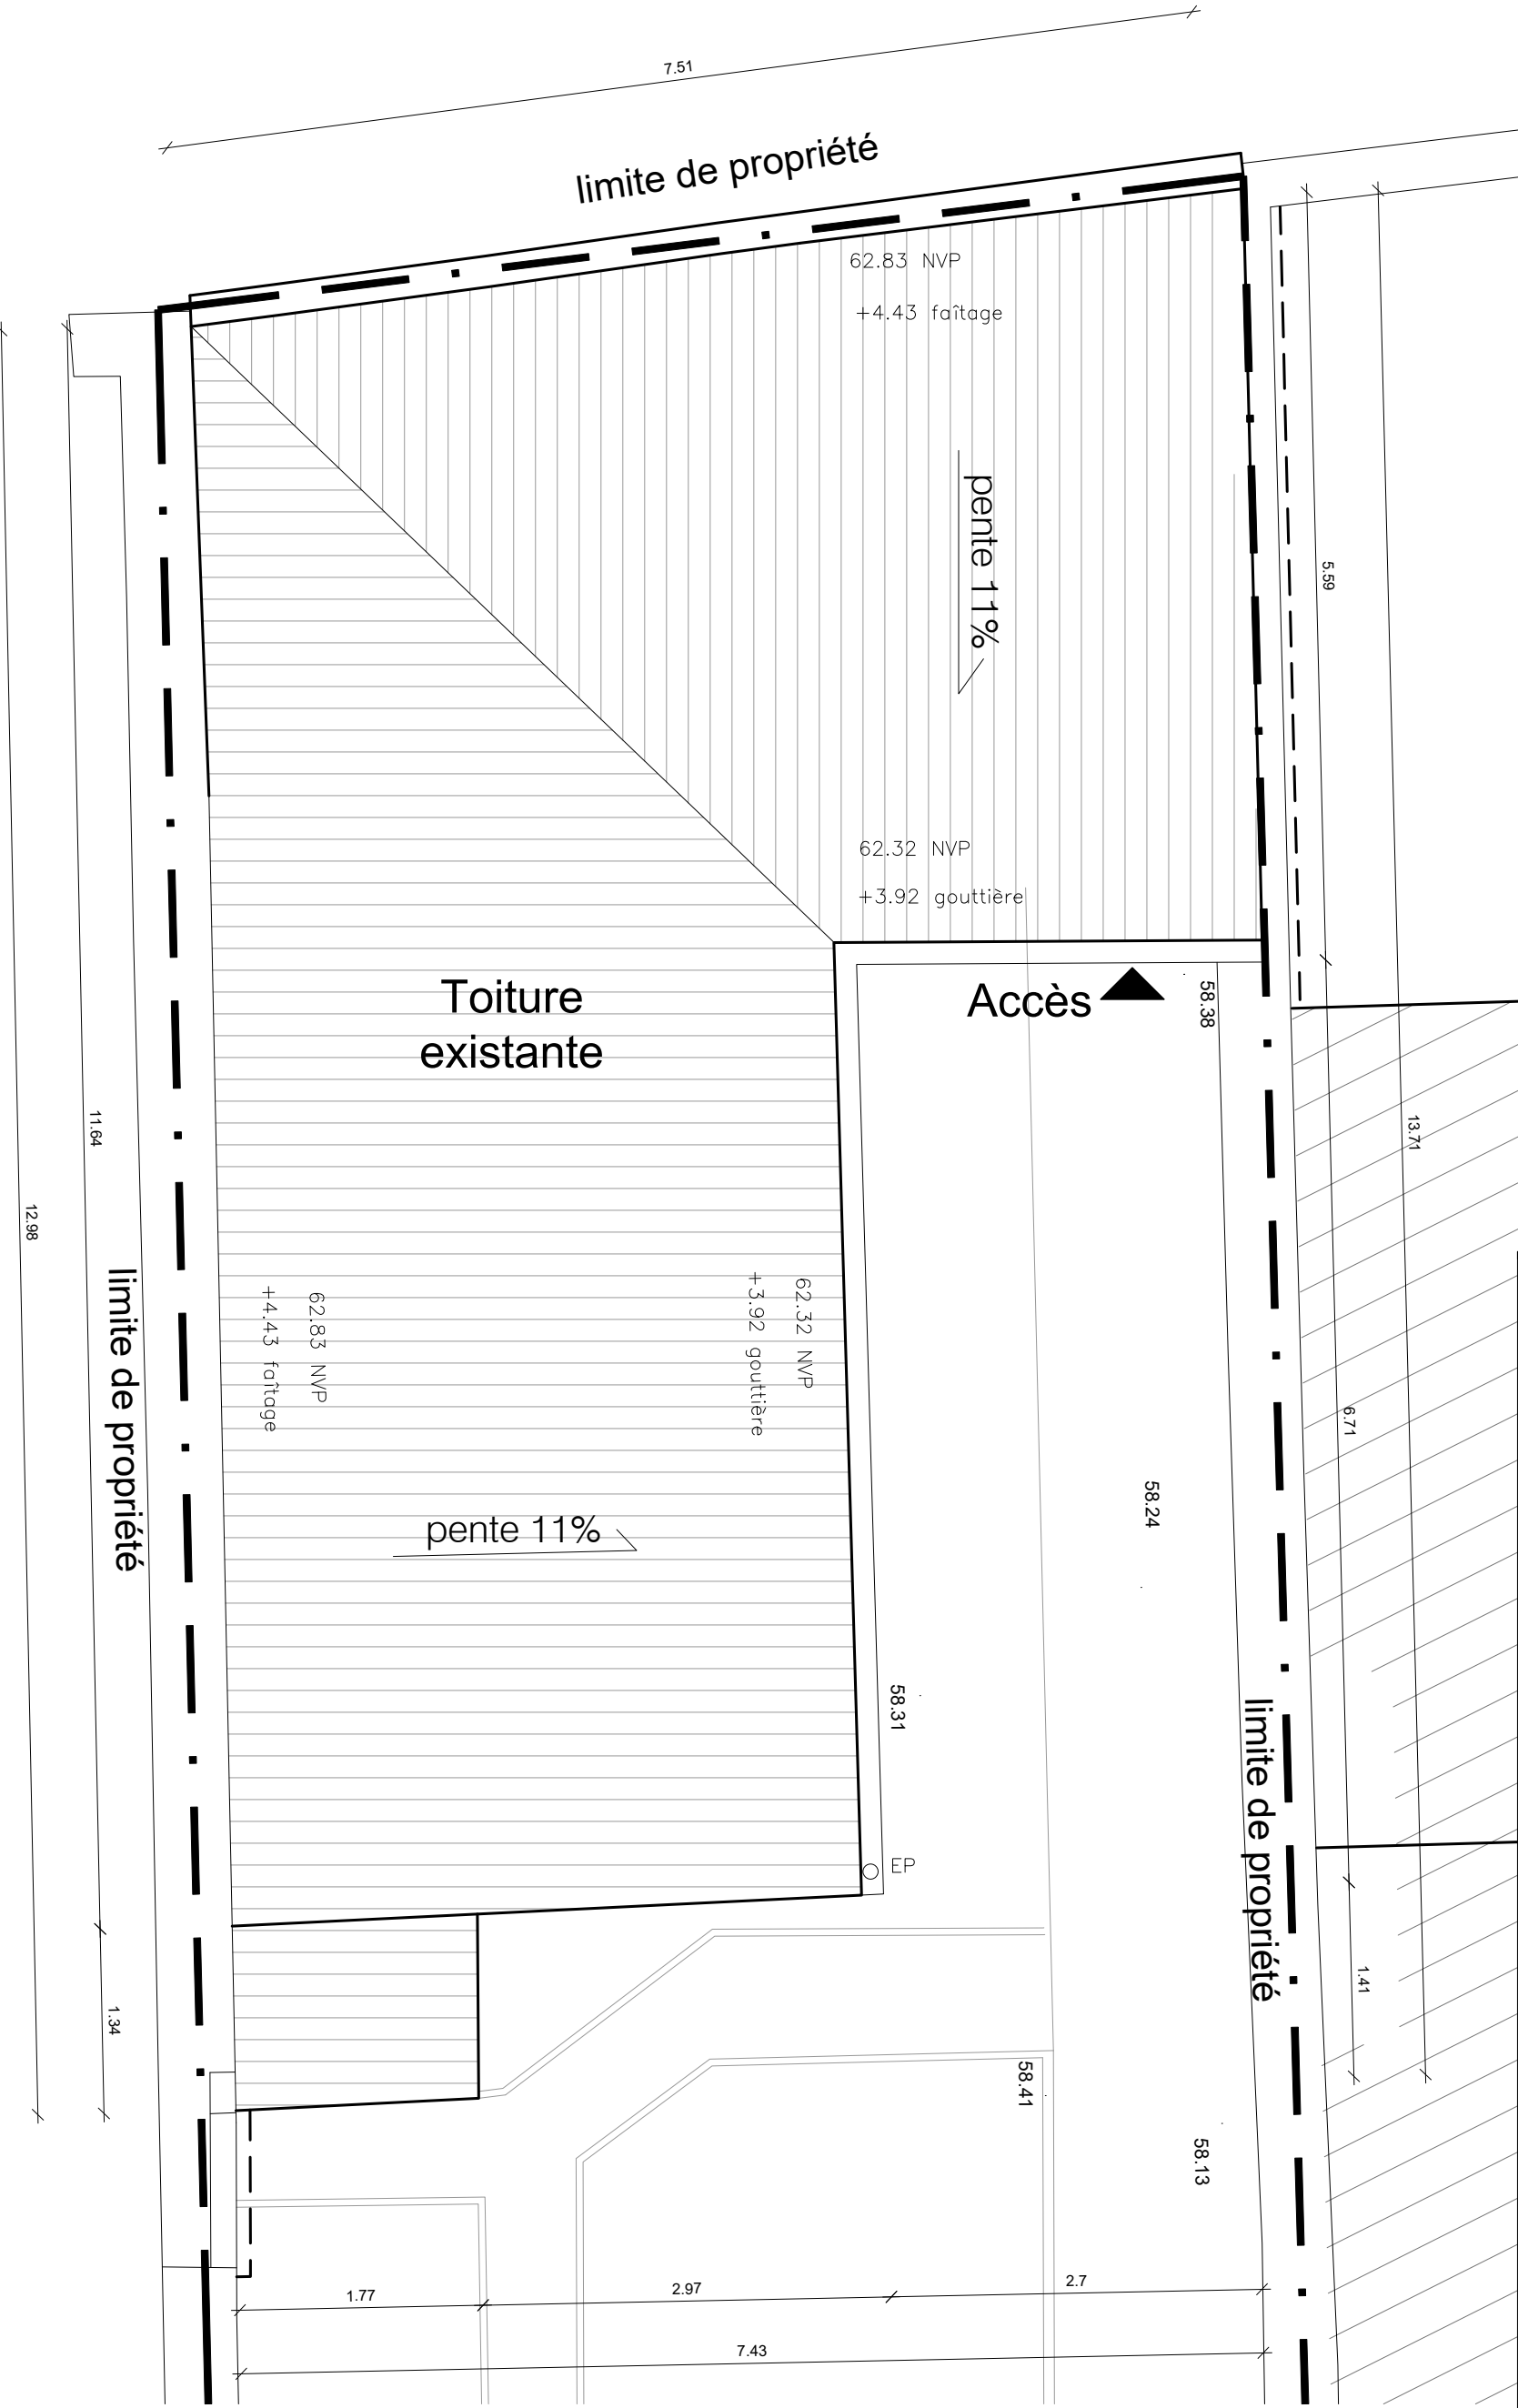 7.51
limite de propriété
62.83 NVP
+4.43 faîtage
pente 11%
5.59
62.32 NVP
+3.92 gouttière
Toiture
existante
Accès
58.38
11.64
13.71
12.98
limite de propriété
62.83 NVP
+4.43 faîtage
62.32 NVP
+3.92 gouttière
6.71
58.24
pente 11%
58.31
limite de propriété
EP
1.41
1.34
58.41
58.13
1.77
2.97
2.7
7.43